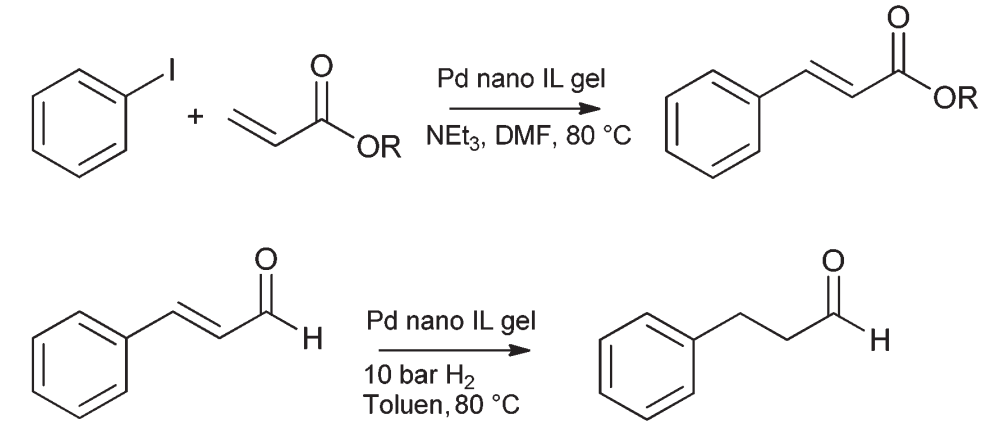 I
+
O
OR
Pd nano IL gel
NEt₃, DMF, 80 °C
O
OR
O
H
Pd nano IL gel
10 bar H₂
Toluen, 80 °C
O
H